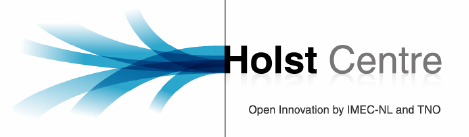 Holst Centre
Open Innovation by IMEC-NL and TNO